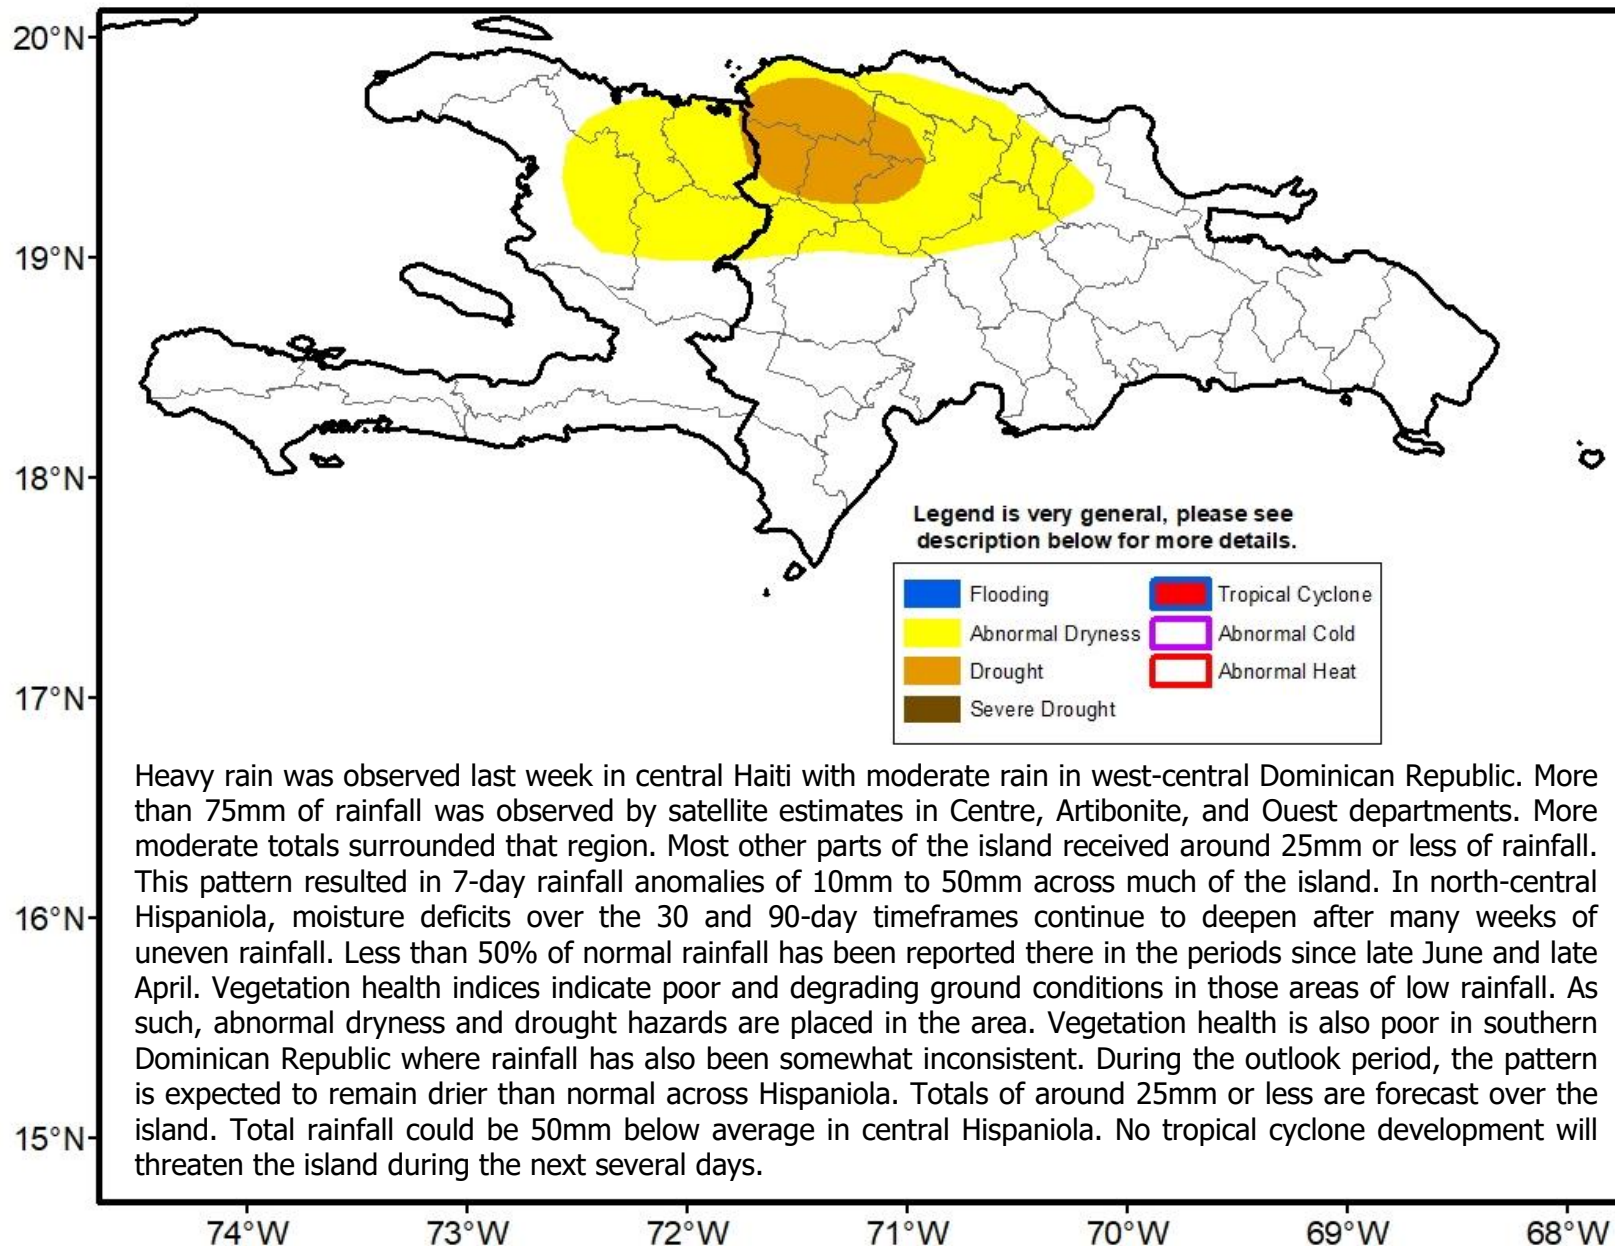 20°N
19°N
18°N
17°N
16°N
15°N
Legend is very general, please see
description below for more details.
Flooding
Tropical Cyclone
Abnormal Dryness
Abnormal Cold
Drought
Abnormal Heat
Severe Drought
Heavy rain was observed last week in central Haiti with moderate rain in west-central Dominican Republic. More
than 75mm of rainfall was observed by satellite estimates in Centre, Artibonite, and Ouest departments. More
moderate totals surrounded that region. Most other parts of the island received around 25mm or less of rainfall.
This pattern resulted in 7-day rainfall anomalies of 10mm to 50mm across much of the island. In north-central
Hispaniola, moisture deficits over the 30 and 90-day timeframes continue to deepen after many weeks of
uneven rainfall. Less than 50% of normal rainfall has been reported there in the periods since late June and late
April. Vegetation health indices indicate poor and degrading ground conditions in those areas of low rainfall. As
such, abnormal dryness and drought hazards are placed in the area. Vegetation health is also poor in southern
Dominican Republic where rainfall has also been somewhat inconsistent. During the outlook period, the pattern
is expected to remain drier than normal across Hispaniola. Totals of around 25mm or less are forecast over the
island. Total rainfall could be 50mm below average in central Hispaniola. No tropical cyclone development will
threaten the island during the next several days.
74°W
73°W
72°W
71°W
70°W
69°W
68°W